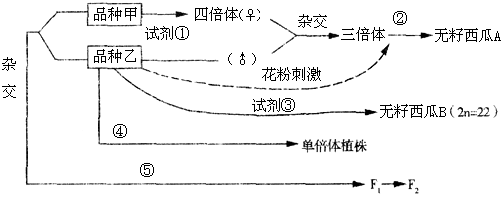 品种甲 试剂① 四倍体(♀) 杂交 三倍体 ② 无籽西瓜A
杂交 品种乙 (♂) 花粉刺激
试剂③ 无籽西瓜B(2n=22)
④ 单倍体植株
⑤ F₁ F₂